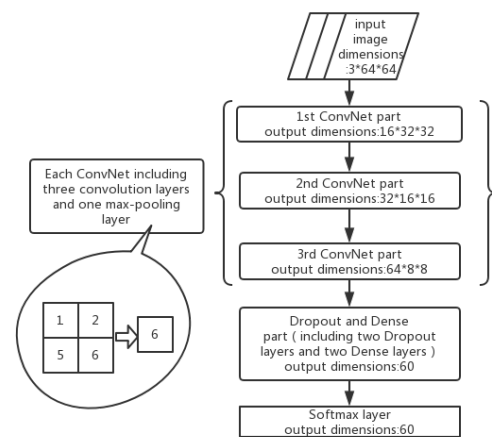 input
image
dimensions
:3*64*64
1st ConvNet part
output dimensions:16*32*32
Each ConvNet including
three convolution layers
and one max-pooling
layer
2nd ConvNet part
output dimensions:32*16*16
3rd ConvNet part
output dimensions:64*8*8
1 2
5 6
6
Dropout and Dense
part ( including two Dropout
layers and two Dense layers )
output dimensions:60
Softmax layer
output dimensions:60